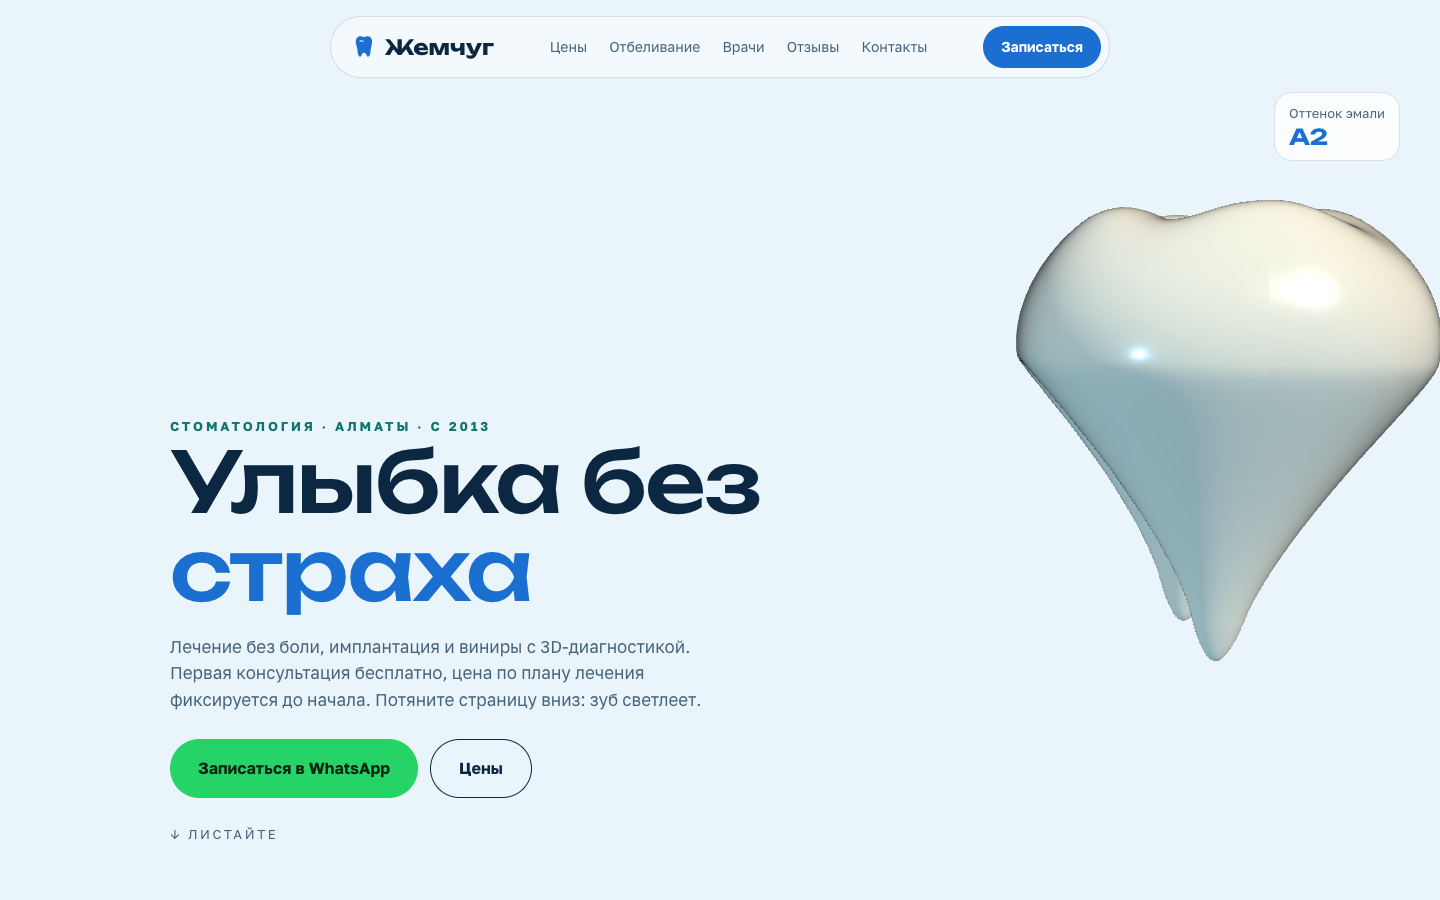 Жемчуг
Цены
Отбеливание
Врачи
Отзывы
Контакты
Записаться
Оттенок эмали
A2
СТОМАТОЛОГИЯ · АЛМАТЫ · С 2013
Улыбка без
страха
Лечение без боли, имплантация и виниры с 3D-диагностикой.
Первая консультация бесплатно, цена по плану лечения
фиксируется до начала. Потяните страницу вниз: зуб светлеет.
Записаться в WhatsApp
Цены
↓ ЛИСТАЙТЕ